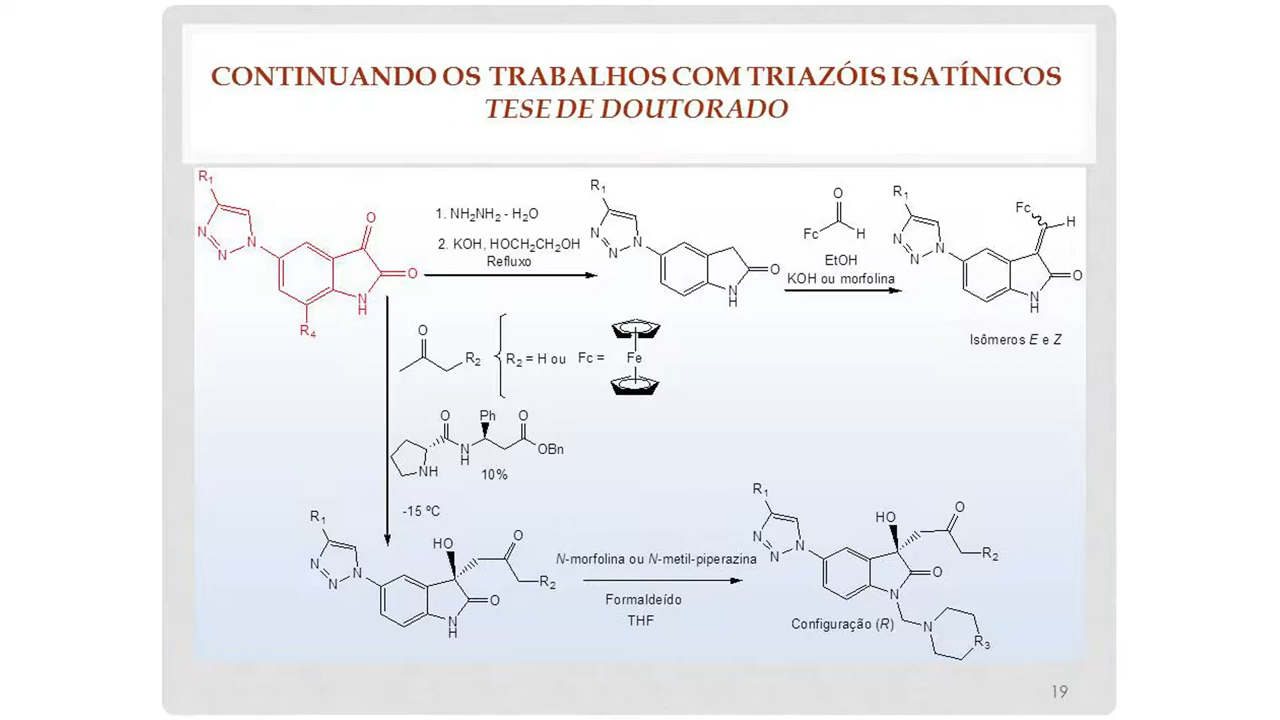 CONTINUANDO OS TRABALHOS COM TRIAZÓIS ISATÍNICOS
TESE DE DOUTORADO
R₁
N
N
N
O
O
N
H
R₄
1. NH₂NH₂ - H₂O
2. KOH, HOCH₂CH₂OH
Refluxo
R₁
N
N
N
O
N
H
O
Fc
H
EtOH
KOH ou morfolina
R₁
N
N
N
Fc
H
O
N
H
Isômeros E e Z
O
R₂
R₂ = H ou
Fc =
Fe
O
Ph
O
N
H
OBn
NH
10%
-15 ºC
R₁
N
N
N
HO
O
R₂
O
N
H
N-morfolina ou N-metil-piperazina
Formaldeído
THF
R₁
N
N
N
HO
O
R₂
O
N
N
R₃
Configuração (R)
19